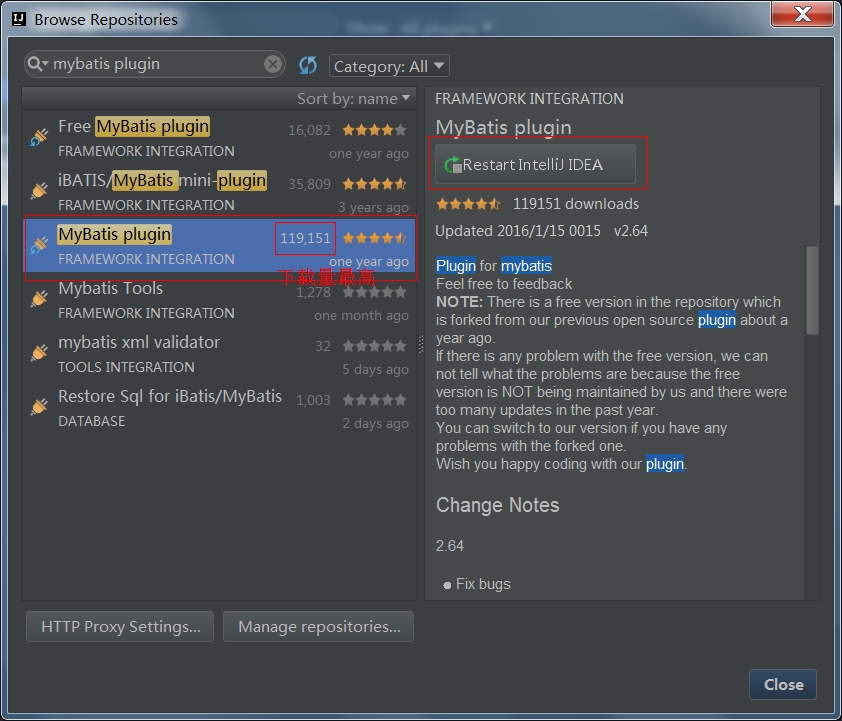 Browse Repositories
mybatis plugin
Category: All
Sort by: name
Free MyBatis plugin
16,082
FRAMEWORK INTEGRATION
one year ago
iBATIS/MyBatis mini-plugin
35,809
FRAMEWORK INTEGRATION
3 years ago
MyBatis plugin
119,151
FRAMEWORK INTEGRATION
one year ago
下载量最高
Mybatis Tools
1,278
FRAMEWORK INTEGRATION
one month ago
mybatis xml validator
32
TOOLS INTEGRATION
5 days ago
Restore Sql for iBatis/MyBatis
1,003
DATABASE
2 days ago
FRAMEWORK INTEGRATION
MyBatis plugin
Restart IntelliJ IDEA
119151 downloads
Updated 2016/1/15 0015 v2.64
Plugin for mybatis
Feel free to feedback
NOTE: There is a free version in the repository which
is forked from our previous open source plugin about a
year ago.
If there is any problem with the free version, we can
not tell what the problems are because the free
version is NOT being maintained by us and there were
too many updates in the past year.
You can switch to our version if you have any
problems with the forked one.
Wish you happy coding with our plugin.
Change Notes
2.64
Fix bugs
HTTP Proxy Settings...
Manage repositories...
Close